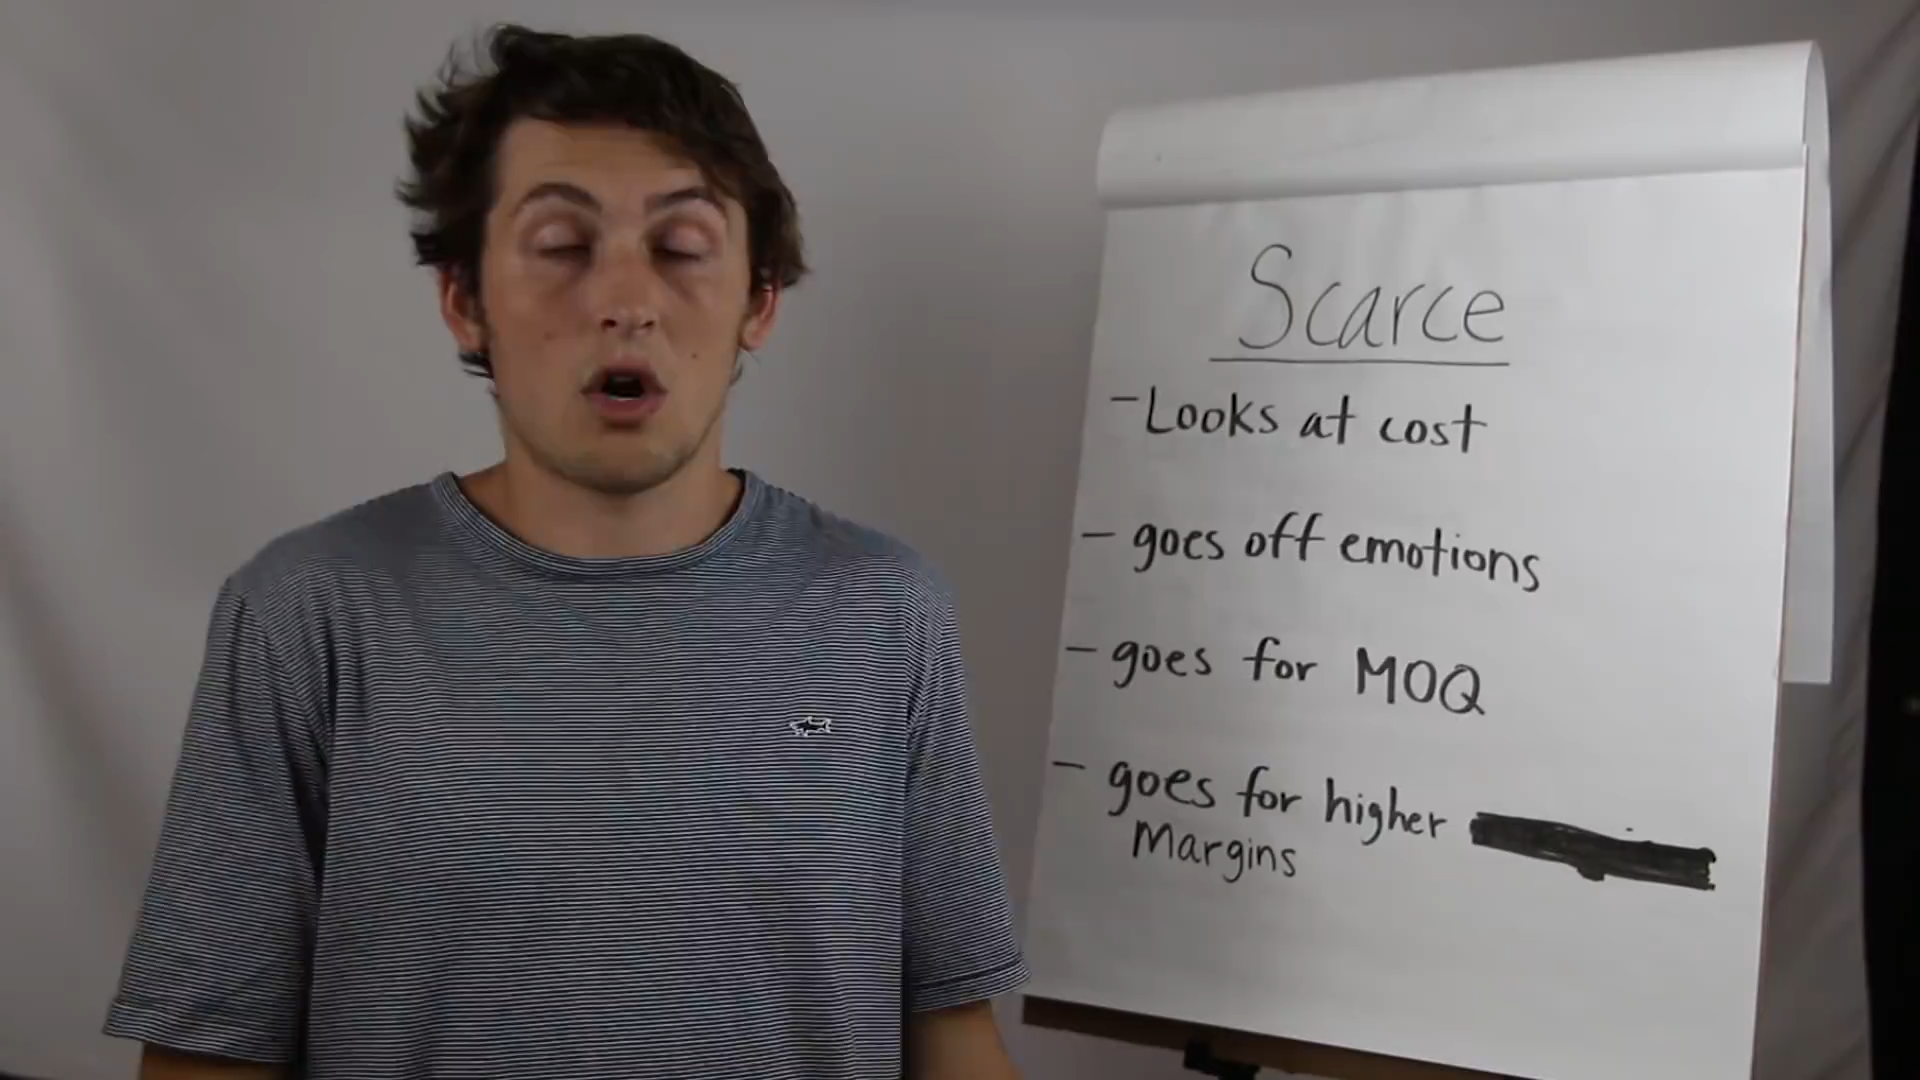 Scarce
- Looks at cost
- goes off emotions
- goes for MOQ
- goes for higher
Margins